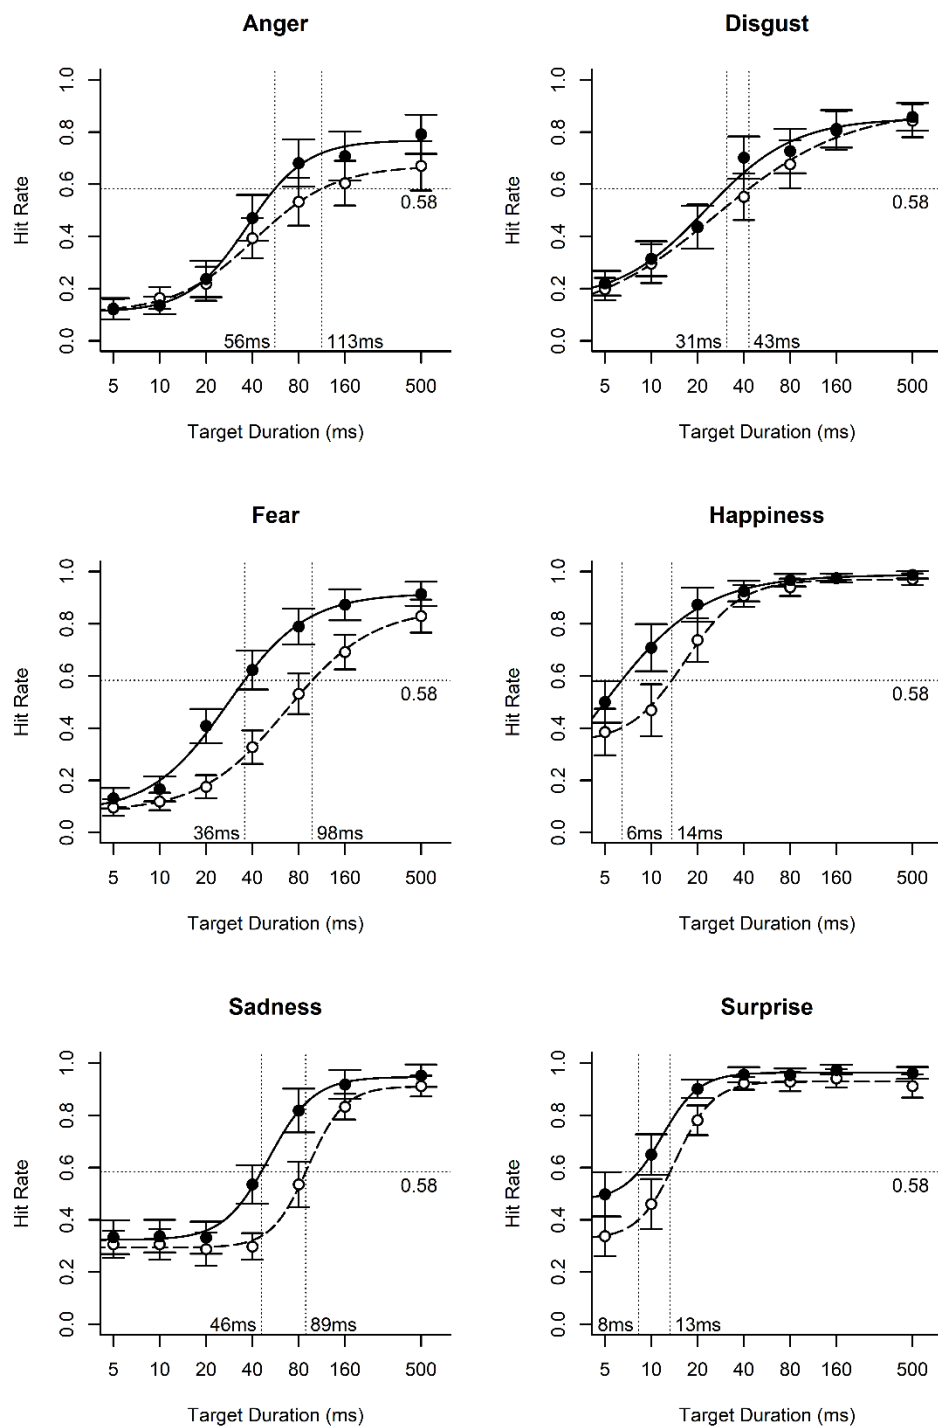 Anger
Hit Rate
1.0
0.8
0.6
0.4
0.2
0.0
0.58
56ms 113ms
5 10 20 40 80 160 500
Target Duration (ms)
Disgust
Hit Rate
1.0
0.8
0.6
0.4
0.2
0.0
0.58
31ms 43ms
5 10 20 40 80 160 500
Target Duration (ms)
Fear
Hit Rate
1.0
0.8
0.6
0.4
0.2
0.0
0.58
36ms 98ms
5 10 20 40 80 160 500
Target Duration (ms)
Happiness
Hit Rate
1.0
0.8
0.6
0.4
0.2
0.0
0.58
6ms 14ms
5 10 20 40 80 160 500
Target Duration (ms)
Sadness
Hit Rate
1.0
0.8
0.6
0.4
0.2
0.0
0.58
46ms 89ms
5 10 20 40 80 160 500
Target Duration (ms)
Surprise
Hit Rate
1.0
0.8
0.6
0.4
0.2
0.0
0.58
8ms 13ms
5 10 20 40 80 160 500
Target Duration (ms)